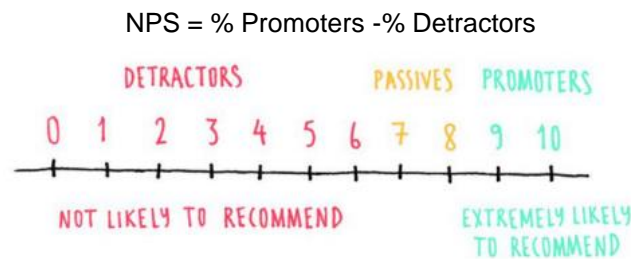 NPS = % Promoters -% Detractors
DETRACTORS PASSIVES PROMOTERS
0 1 2 3 4 5 6 7 8 9 10
NOT LIKELY TO RECOMMEND EXTREMELY LIKELY
TO RECOMMEND